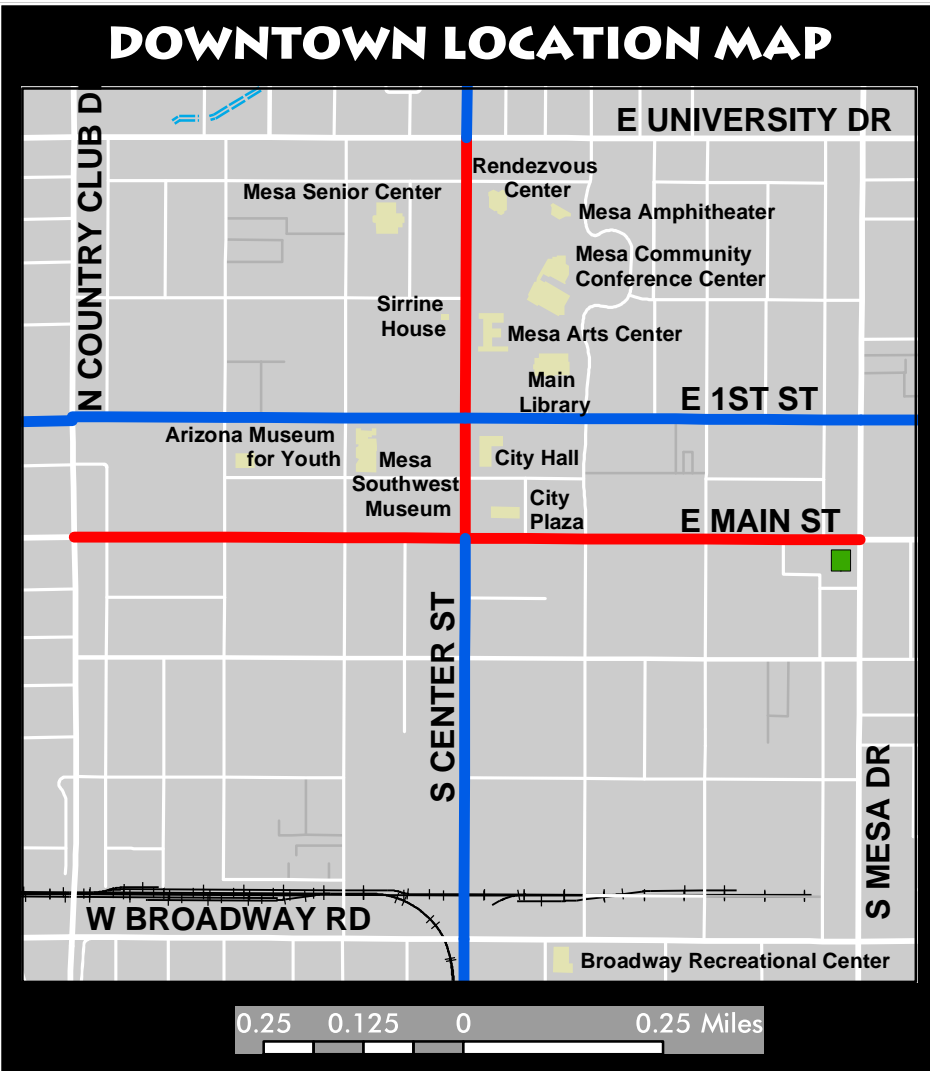 DOWNTOWN LOCATION MAP
N COUNTRY CLUB D
E UNIVERSITY DR
Rendezvous
Center
Mesa Senior Center
Mesa Amphitheater
Mesa Community
Conference Center
Sirrine
House
Mesa Arts Center
Main
Library
E 1ST ST
Arizona Museum
for Youth
Mesa
Southwest
Museum
City Hall
City
Plaza
E MAIN ST
S CENTER ST
S MESA DR
W BROADWAY RD
Broadway Recreational Center
0.25 0.125 0 0.25 Miles